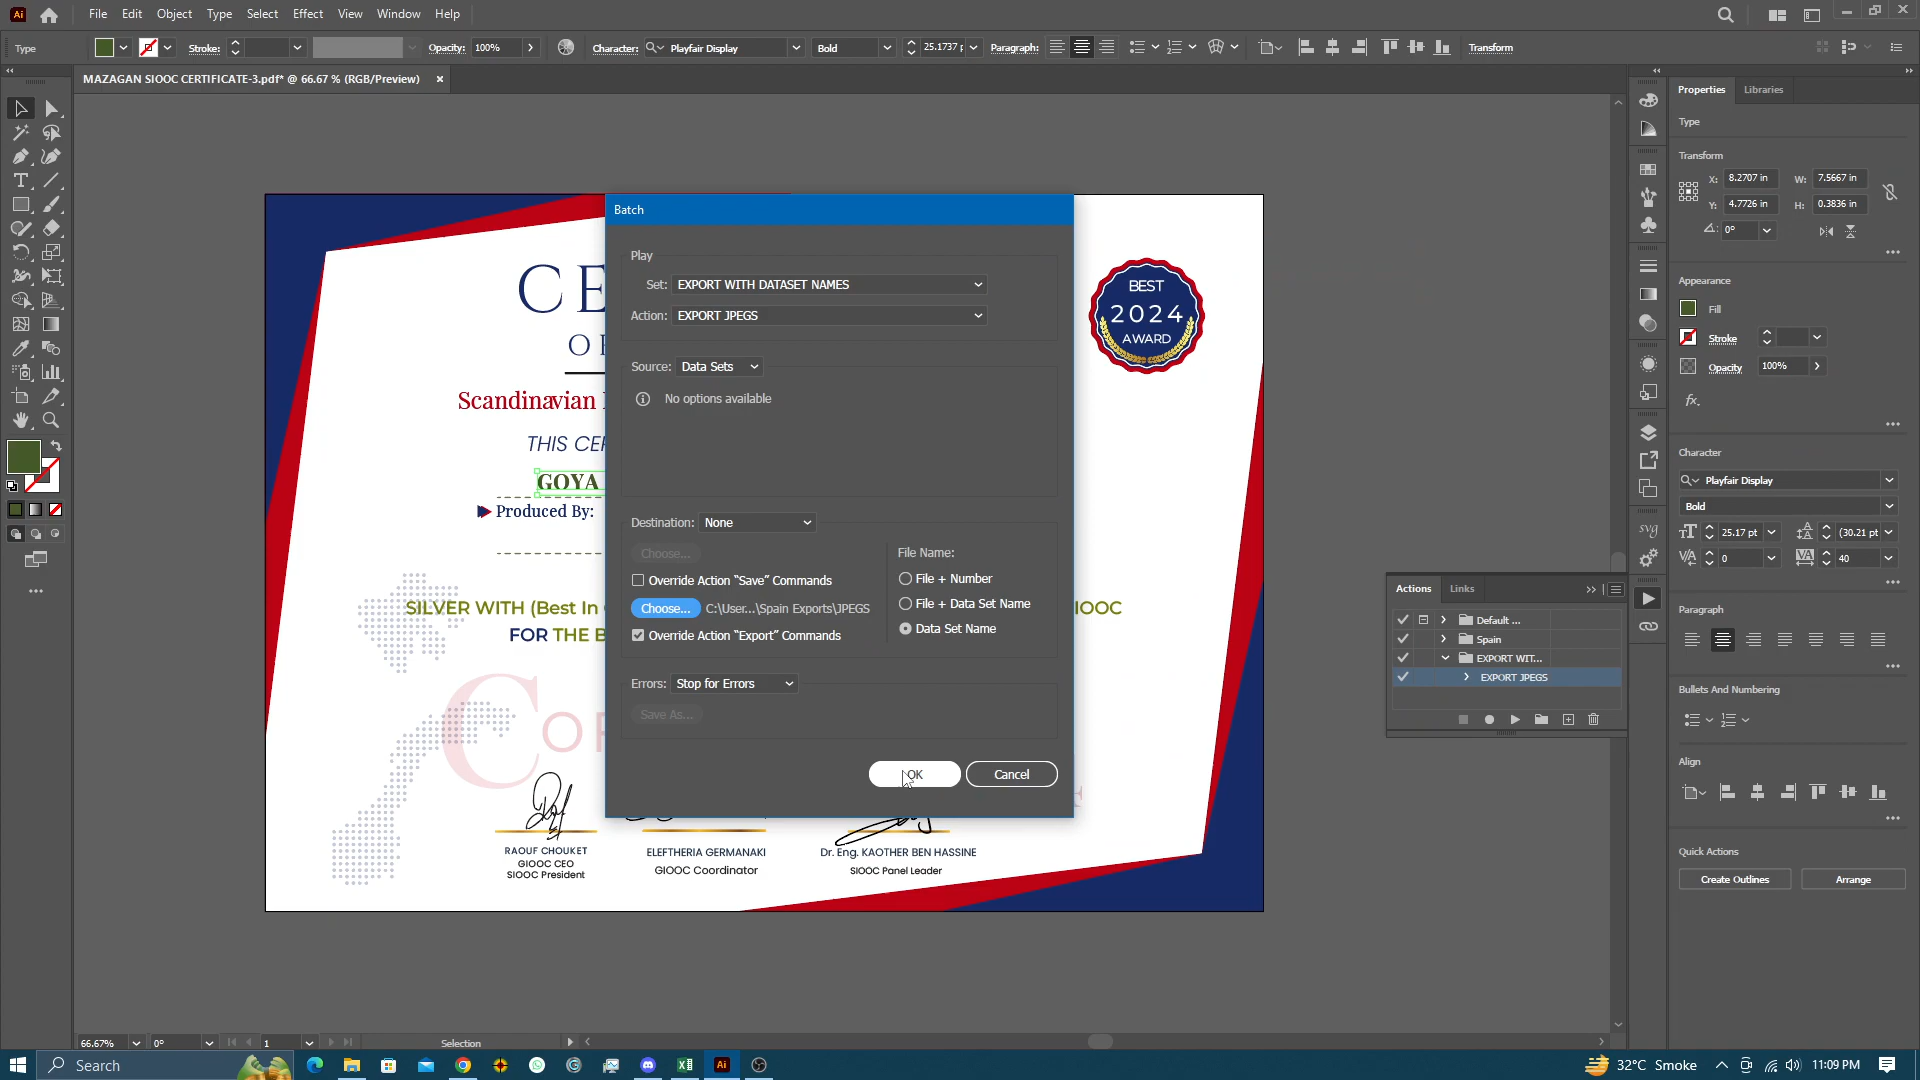 Ai File Edit Object Type Select Effect View Window Help
Type Stroke: Opacity: 100% Character: Playfair Display Bold 25.1737 p Paragraph: Transform
MAZAGAN SIOOC CERTIFICATE-3.pdf* @ 66.67 % (RGB/Preview) ×
Batch
Play
Set: EXPORT WITH DATASET NAMES
Action: EXPORT JPEGS
Source: Data Sets
No options available
Destination: None
Choose...
Override Action "Save" Commands
Choose... C:\User...\Spain Exports\JPEGS
Override Action "Export" Commands
File Name:
File + Number
File + Data Set Name
Data Set Name
Errors: Stop for Errors
Save As...
OK Cancel
CE
O
Scandinavian
THIS CER
GOYA
Produced By:
SILVER WITH (Best In IOOC
FOR THE B
BEST
2024
AWARD
RAOUF CHOUKET
GIOOC CEO
SIOOC President
ELEFTHERIA GERMANAKI
GIOOC Coordinator
Dr. Eng. KAOTHER BEN HASSINE
SIOOC Panel Leader
Actions Links
Default ...
Spain
EXPORT WIT...
EXPORT JPEGS
Properties Libraries
Type
Transform
X: 8.2707 in W: 7.5667 in
Y: 4.7726 in H: 0.3836 in
0°
Appearance
Fill
Stroke
Opacity 100%
fx.
Character
Playfair Display
Bold
25.17 pt (30.21 pt
0 40
Paragraph
Bullets And Numbering
Align
Quick Actions
Create Outlines Arrange
66.67% 0° 1 Selection
Search Ai 32°C Smoke 11:09 PM